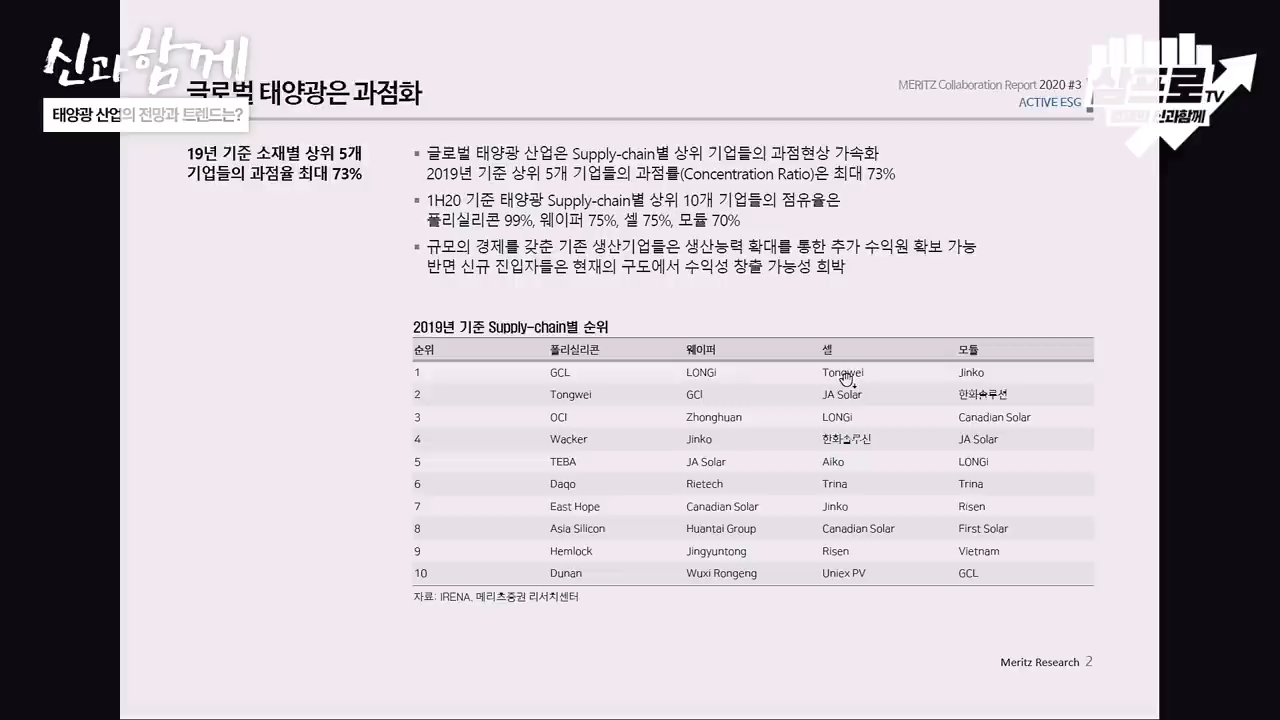 신과함께
태양광 산업의 전망과 트렌드는?
글로벌 태양광은 과점화
MERITZ Collaboration Report 2020 #3
ACTIVE ESG
삼프로TV
신과함께
19년 기준 소재별 상위 5개
기업들의 과점율 최대 73%
글로벌 태양광 산업은 Supply-chain별 상위 기업들의 과점현상 가속화
2019년 기준 상위 5개 기업들의 과점률(Concentration Ratio)은 최대 73%
1H20 기준 태양광 Supply-chain별 상위 10개 기업들의 점유율은
폴리실리콘 99%, 웨이퍼 75%, 셀 75%, 모듈 70%
규모의 경제를 갖춘 기존 생산기업들은 생산능력 확대를 통한 추가 수익원 확보 가능
반면 신규 진입자들은 현재의 구도에서 수익성 창출 가능성 희박
2019년 기준 Supply-chain별 순위
순위 폴리실리콘 웨이퍼 셀 모듈
1 GCL LONGi Tongwei Jinko
2 Tongwei GCl JA Solar 한화솔루션
3 OCI Zhonghuan LONGi Canadian Solar
4 Wacker Jinko 한화솔루션 JA Solar
5 TEBA JA Solar Aiko LONGi
6 Daqo Rietech Trina Trina
7 East Hope Canadian Solar Jinko Risen
8 Asia Silicon Huantai Group Canadian Solar First Solar
9 Hemlock Jingyuntong Risen Vietnam
10 Dunan Wuxi Rongeng Uniex PV GCL
자료: IRENA, 메리츠증권 리서치센터
Meritz Research 2